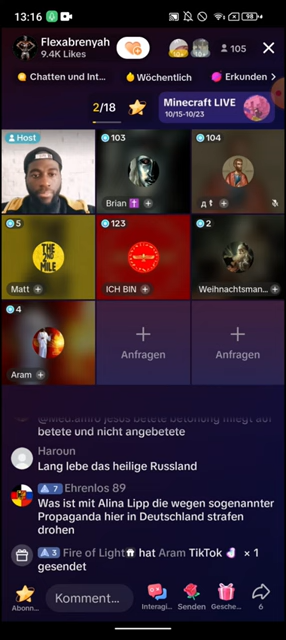 13:16
98
Flexabrenyah
9.4K Likes
105
Chatten und Int...
Wöchentlich
Erkunden
2/18
Minecraft LIVE
10/15-10/23
Host
103
104
Brian
5
123
2
THE
2ND
MILE
Matt
ICH BIN
Weihnachtsman...
4
Aram
Anfragen
Anfragen
betete und nicht angebetete
Haroun
Lang lebe das heilige Russland
7 Ehrenlos 89
Was ist mit Alina Lipp die wegen sogenannter
Propaganda hier in Deutschland strafen
drohen
3 Fire of Light hat Aram TikTok × 1
gesendet
Abonn...
Komment...
Interagi...
Senden
Gesche...
6